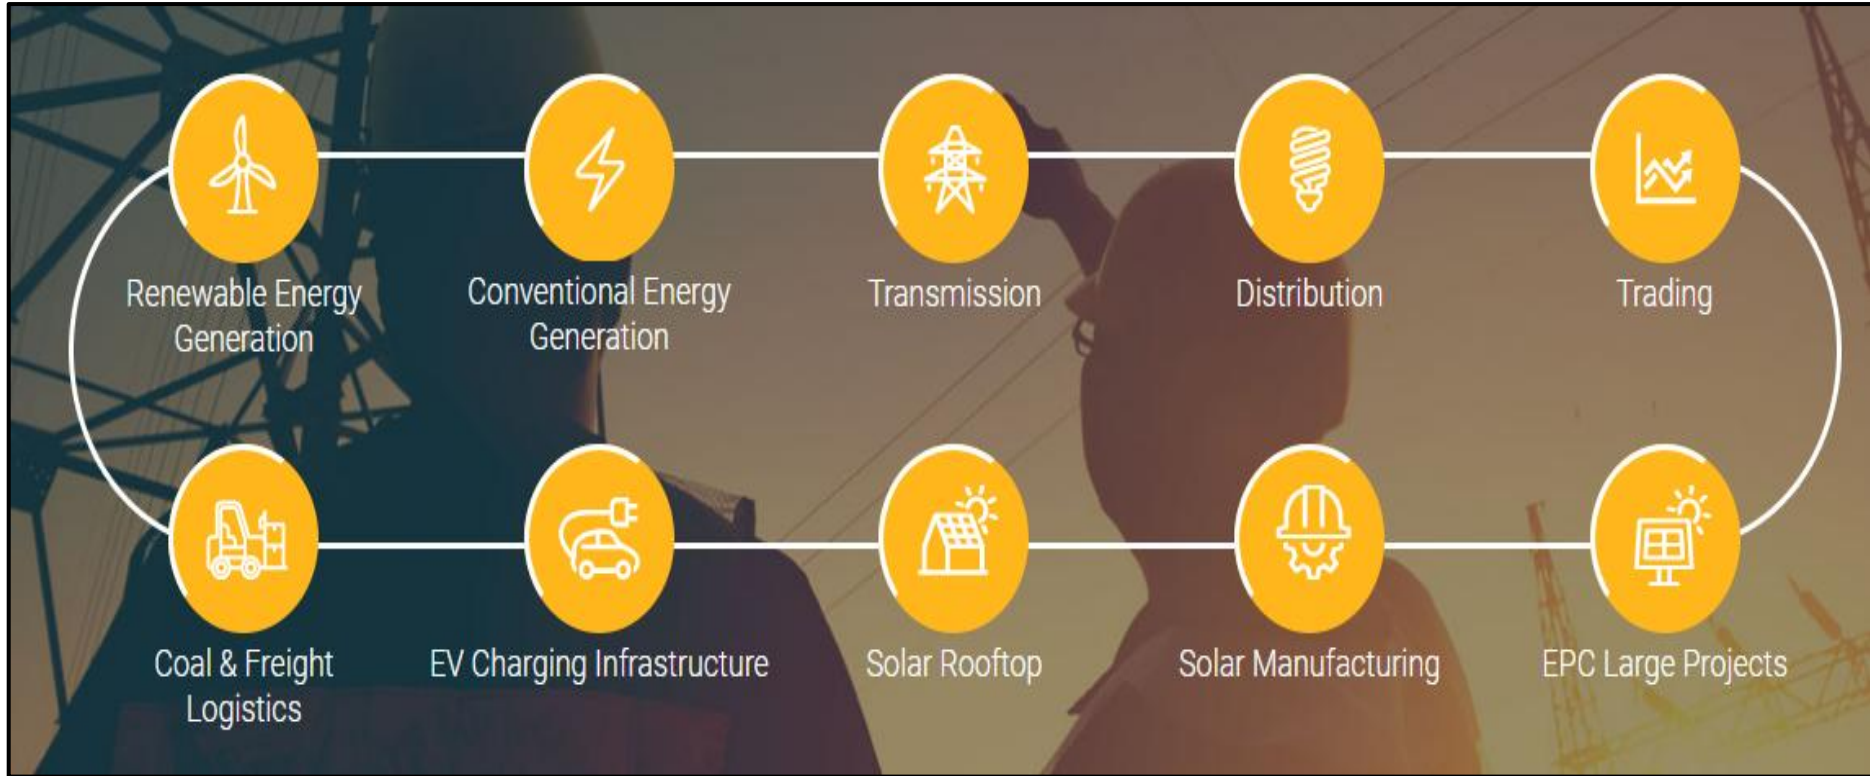 Renewable Energy
Generation
Conventional Energy
Generation
Transmission
Distribution
Trading
Coal & Freight
Logistics
EV Charging Infrastructure
Solar Rooftop
Solar Manufacturing
EPC Large Projects